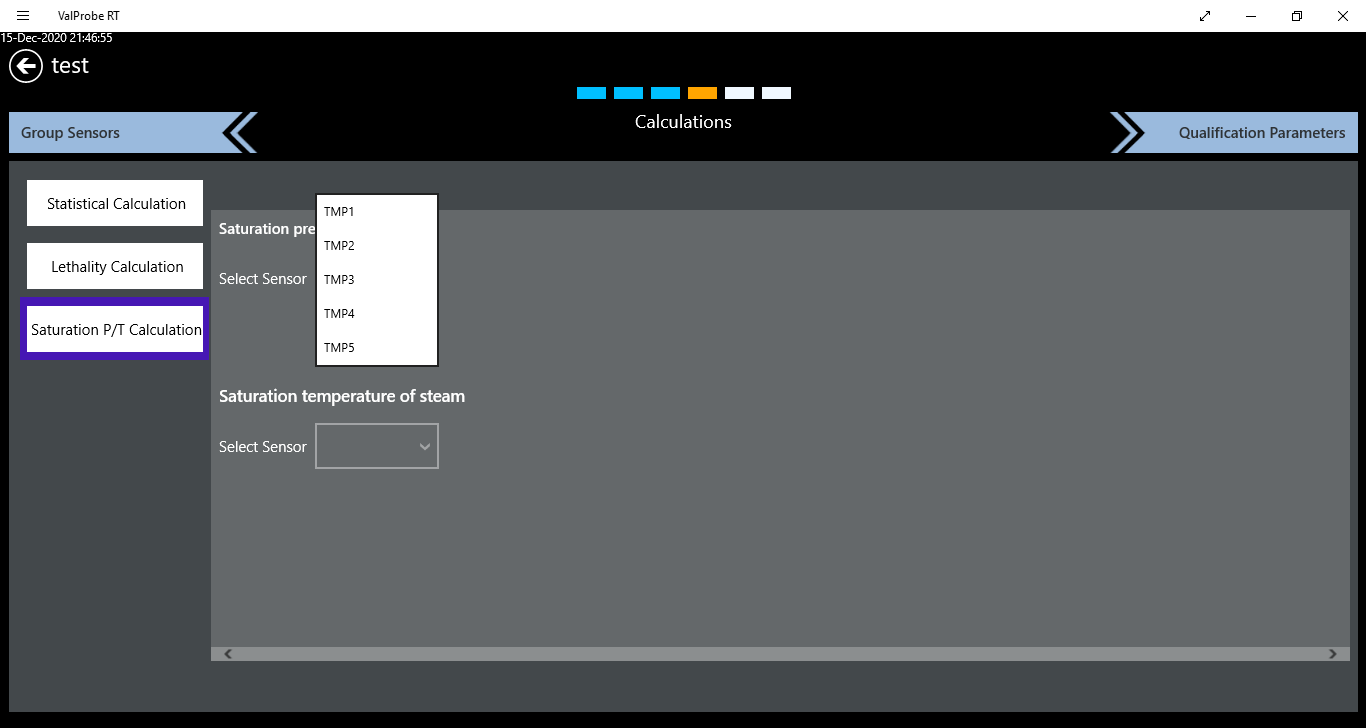 ValProbe RT
15-Dec-2020 21:46:55
test
Calculations
Group Sensors
Qualification Parameters
Statistical Calculation
Lethality Calculation
Saturation P/T Calculation
Saturation pre
Select Sensor
TMP1
TMP2
TMP3
TMP4
TMP5
Saturation temperature of steam
Select Sensor